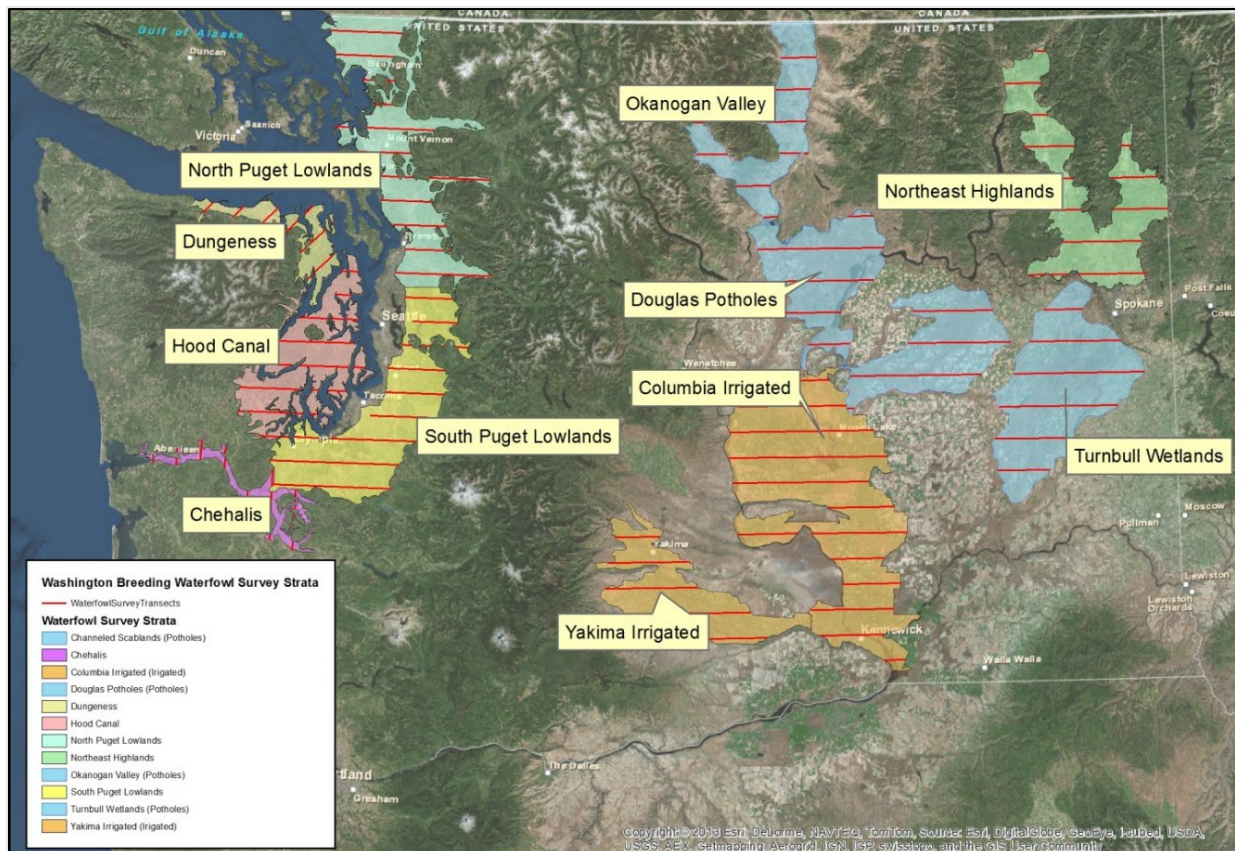 CANADA
UNITED STATES
CANADA
UNITED STATES
Gulf of Alaska
Duncan
Bellingham
Okanogan Valley
Saanich
Victoria
Mount Vernon
North Puget Lowlands
Northeast Highlands
Dungeness
Everett
Douglas Potholes
Post Falls
Spokane
Coeu
Seattle
Hood Canal
Wenatchee
Columbia Irrigated
Tacoma
Moses Lake
South Puget Lowlands
Olympia
Aberdeen
Turnbull Wetlands
Chehalis
Pullman
Moscow
Yakima
Lewiston
Lewiston
Orchards
Yakima Irrigated
Kennewick
Walla Walla
Washington Breeding Waterfowl Survey Strata
WaterfowlSurveyTransects
Waterfowl Survey Strata
Channeled Scablands (Potholes)
Chehalis
Columbia Irrigated (Irigated)
Douglas Potholes (Potholes)
Dungeness
Hood Canal
North Puget Lowlands
Northeast Highlands
Okanogan Valley (Potholes)
South Puget Lowlands
Turnbull Wetlands (Potholes)
Yakima Irrigated (Irigated)
The Dalles
rtland
Gresham
Copyright:© 2013 Esri, DeLorme, NAVTEQ, TomTom, Source: Esri, DigitalGlobe, GeoEye, i-cubed, USDA,
USGS, AEX, Getmapping, Aerogrid, IGN, IGP, swisstopo, and the GIS User Community